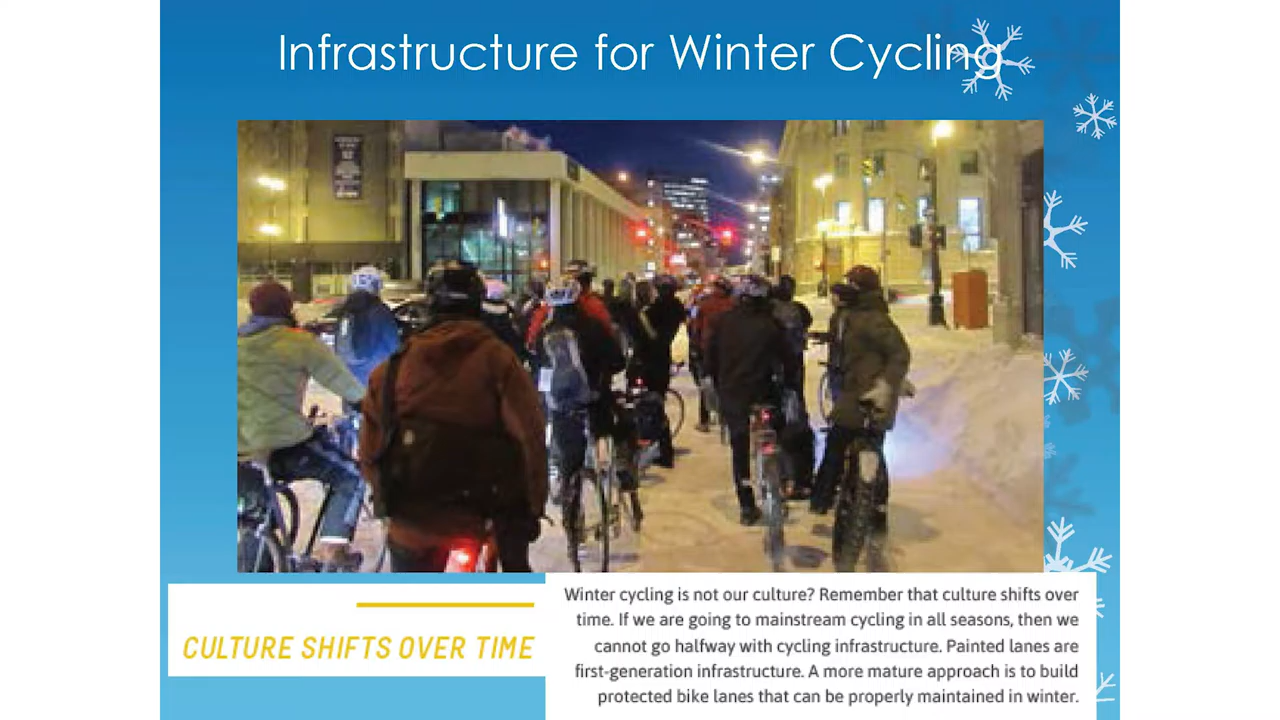 Infrastructure for Winter Cycling
CULTURE SHIFTS OVER TIME
Winter cycling is not our culture? Remember that culture shifts over
time. If we are going to mainstream cycling in all seasons, then we
cannot go halfway with cycling infrastructure. Painted lanes are
first-generation infrastructure. A more mature approach is to build
protected bike lanes that can be properly maintained in winter.